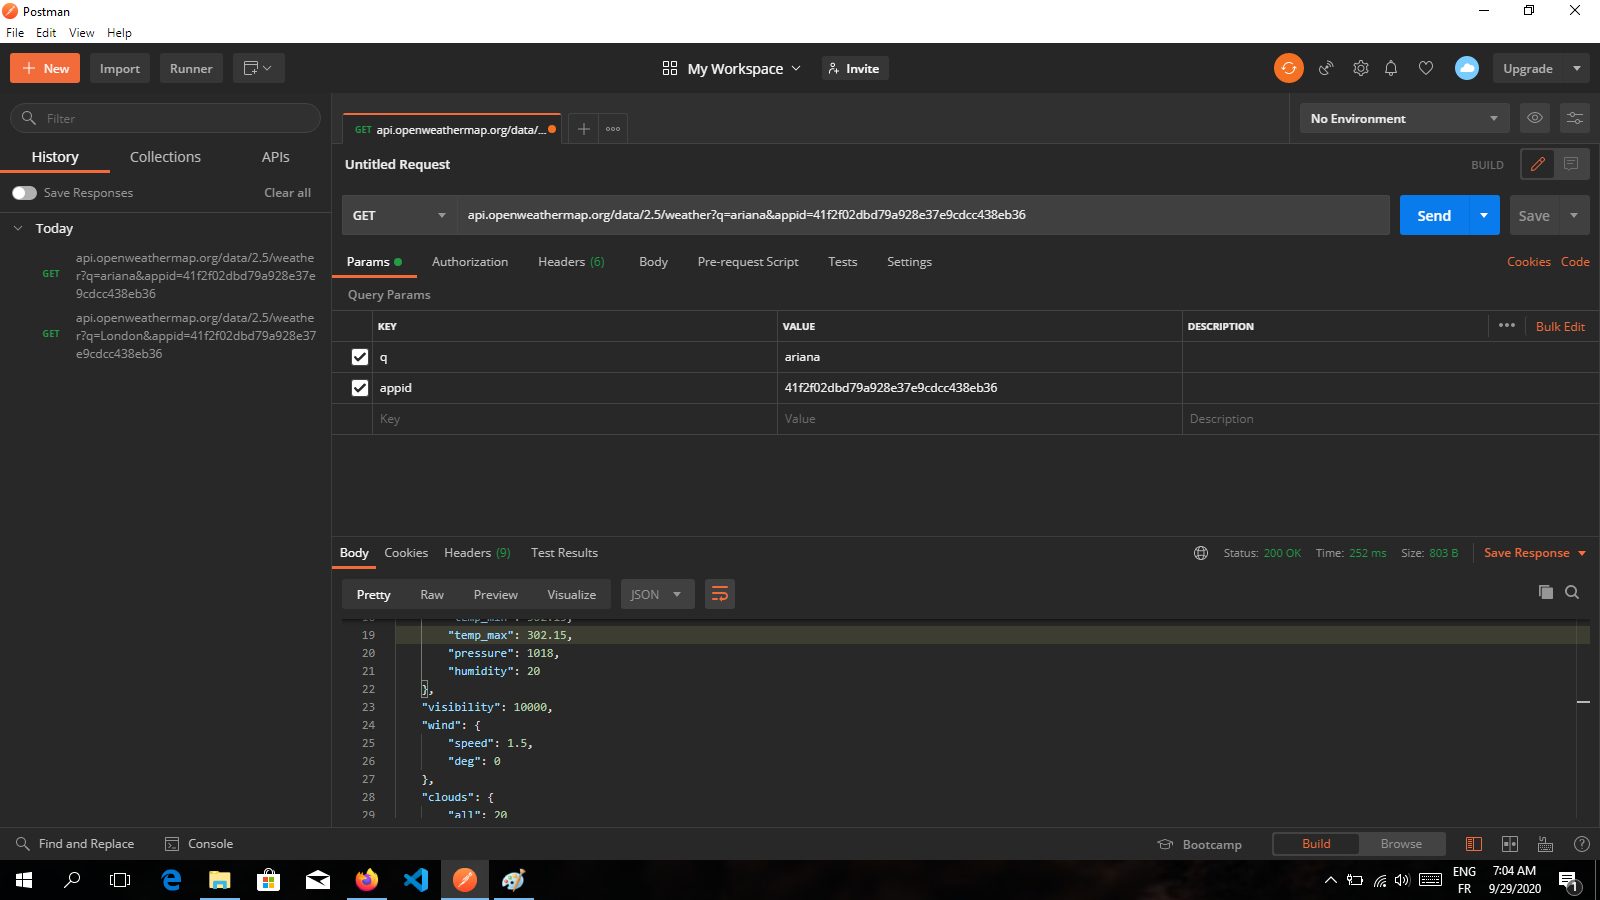 Postman
File Edit View Help
New Import Runner My Workspace Invite Upgrade
Filter
History Collections APIs
Save Responses Clear all
Today
GET api.openweathermap.org/data/2.5/weathe
r?q=ariana&appid=41f2f02dbd79a928e37e
9cdcc438eb36
GET api.openweathermap.org/data/2.5/weathe
r?q=London&appid=41f2f02dbd79a928e37
e9cdcc438eb36
GET api.openweathermap.org/data/... No Environment
Untitled Request BUILD
GET api.openweathermap.org/data/2.5/weather?q=ariana&appid=41f2f02dbd79a928e37e9cdcc438eb36 Send Save
Params Authorization Headers (6) Body Pre-request Script Tests Settings Cookies Code
Query Params
KEY VALUE DESCRIPTION Bulk Edit
q ariana
appid 41f2f02dbd79a928e37e9cdcc438eb36
Key Value Description
Body Cookies Headers (9) Test Results Status: 200 OK Time: 252 ms Size: 803 B Save Response
Pretty Raw Preview Visualize JSON
19 "temp_max": 302.15,
20 "pressure": 1018,
21 "humidity": 20
22 },
23 "visibility": 10000,
24 "wind": {
25 "speed": 1.5,
26 "deg": 0
27 },
28 "clouds": {
29 "all": 20
Find and Replace Console Bootcamp Build Browse
ENG 7:04 AM
FR 9/29/2020 1